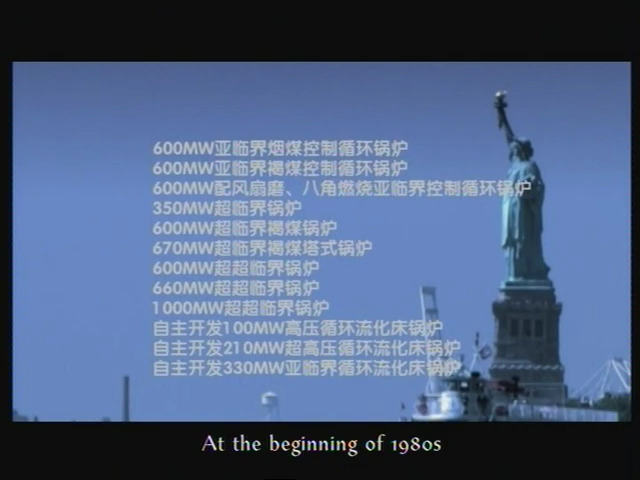 600MW亚临界烟煤控制循环锅炉
600MW亚临界褐煤控制循环锅炉
600MW配风扇磨、八角燃烧亚临界控制循环锅炉
350MW超临界锅炉
600MW超临界褐煤锅炉
670MW超临界褐煤塔式锅炉
600MW超超临界锅炉
660MW超超临界锅炉
1000MW超超临界锅炉
自主开发100MW高压循环流化床锅炉
自主开发210MW超高压循环流化床锅炉
自主开发330MW亚临界循环流化床锅炉
At the beginning of 1980s